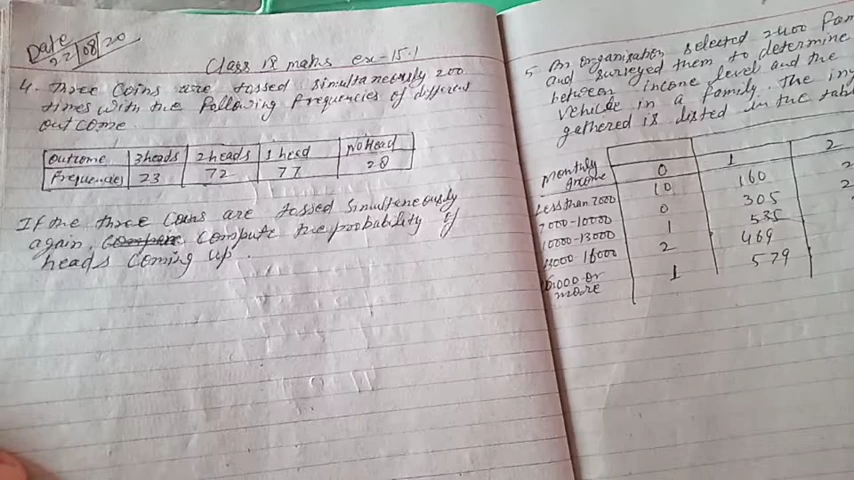 Date
22/08/20
Class 18 maths ex-15.1
4. Three coins are tossed simultaneously 200
times with the following frequencies of different
outcome.
Outcome 3 heads 2 heads 1 head No Head
Frequencies 23 72 77 28
If the three coins are tossed simultaneously
again, compute the probability of
heads coming up.
5 An organisation selected 2400 fam
and surveyed them to determine
between income level and the
vehicle in a family. The in
gathered is listed in the tab
Monthly
income 0 1 2
Less than 7000 10 160 2
7000-10000 0 305 2
10000-13000 1 535
13000 16000 2 469
16000 or
more 1 579